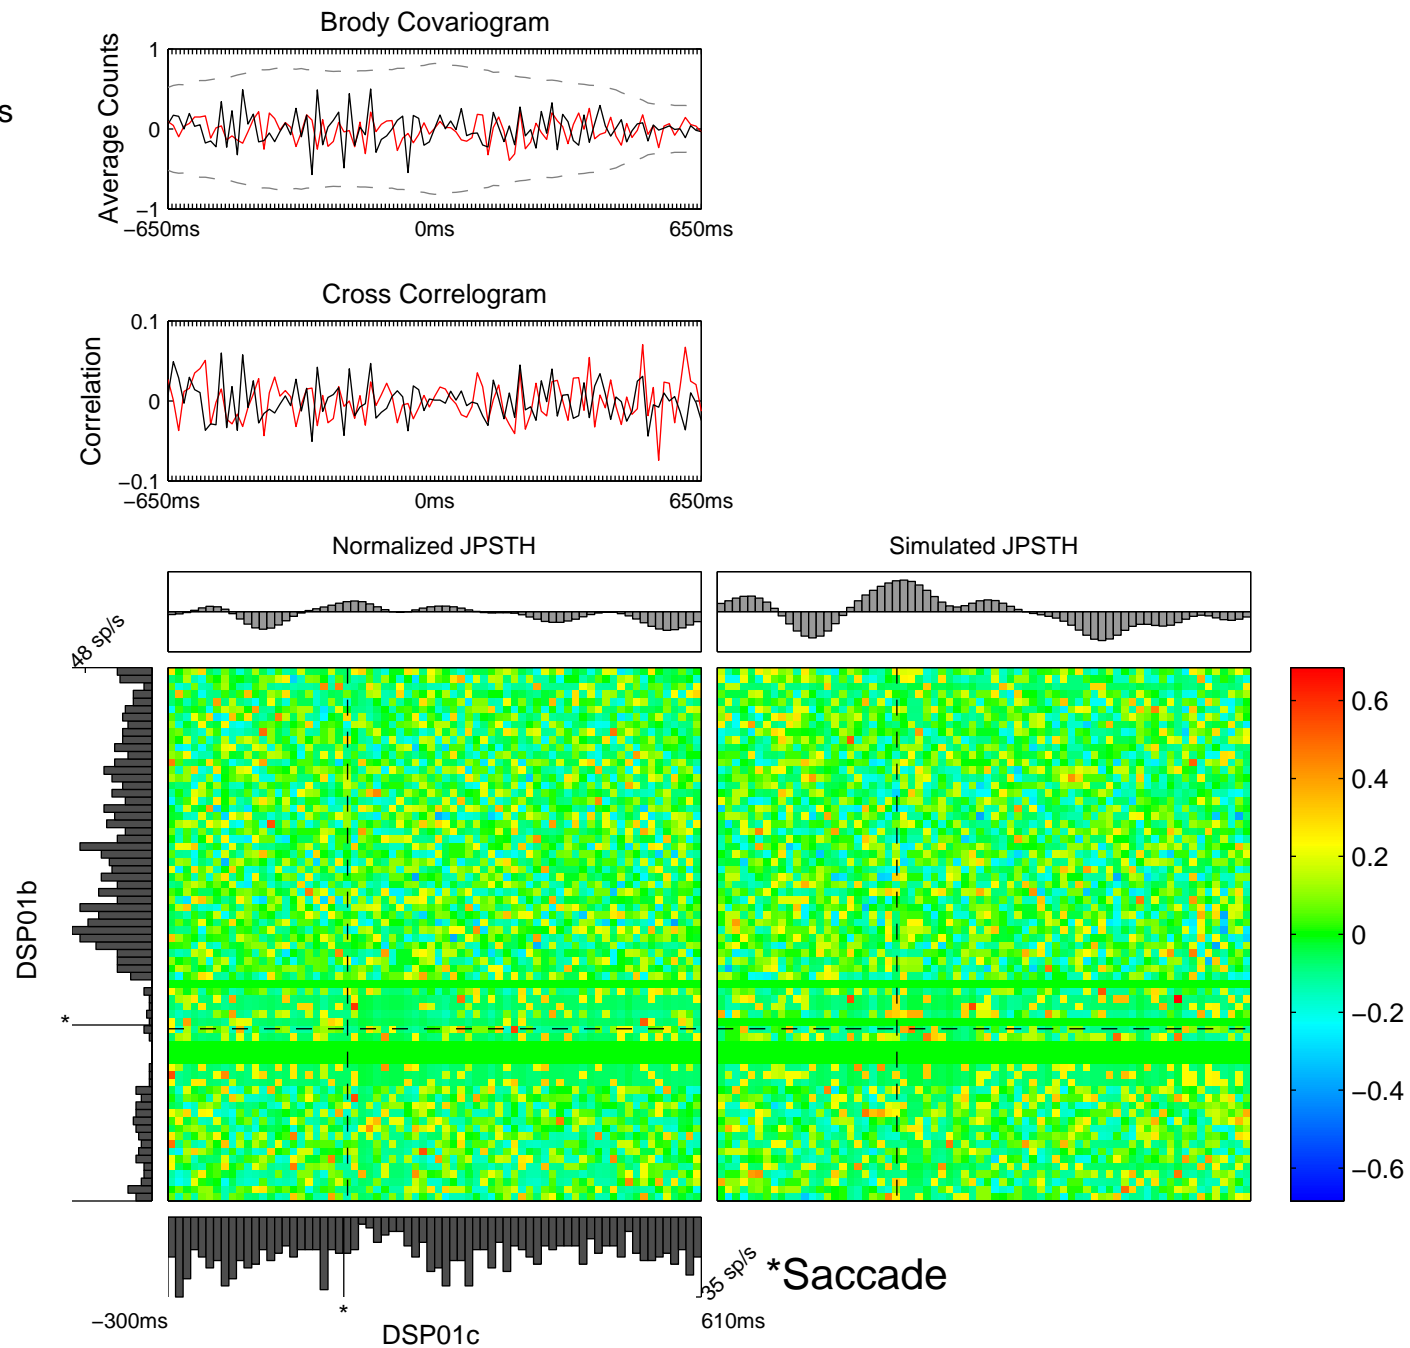 Brody Covariogram
s
Average Counts
1
0
−1
−650ms 0ms 650ms
Cross Correlogram
Correlation
0.1
0
−0.1
−650ms 0ms 650ms
Normalized JPSTH
Simulated JPSTH
48 sp/s
DSP01b
*
0.6
0.4
0.2
0
−0.2
−0.4
−0.6
35 sp/s
*Saccade
*
−300ms
610ms
DSP01c